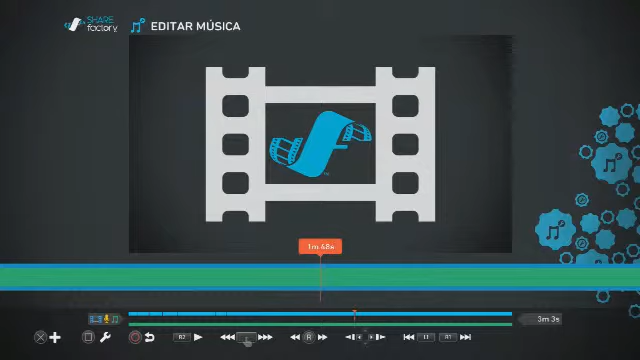 SHARE
factory
EDITAR MÚSICA
1m 48s
3m 3s
R2
R
L1
R1